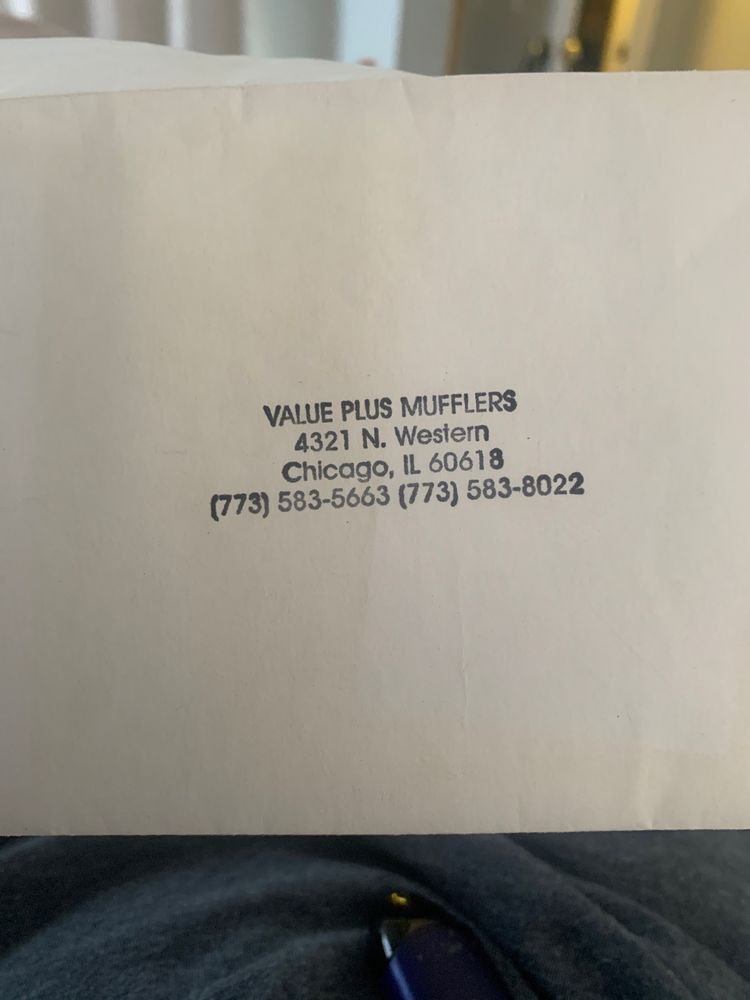 VALUE PLUS MUFFLERS
4321 N. Western
Chicago, IL 60618
(773) 583-5663 (773) 583-8022